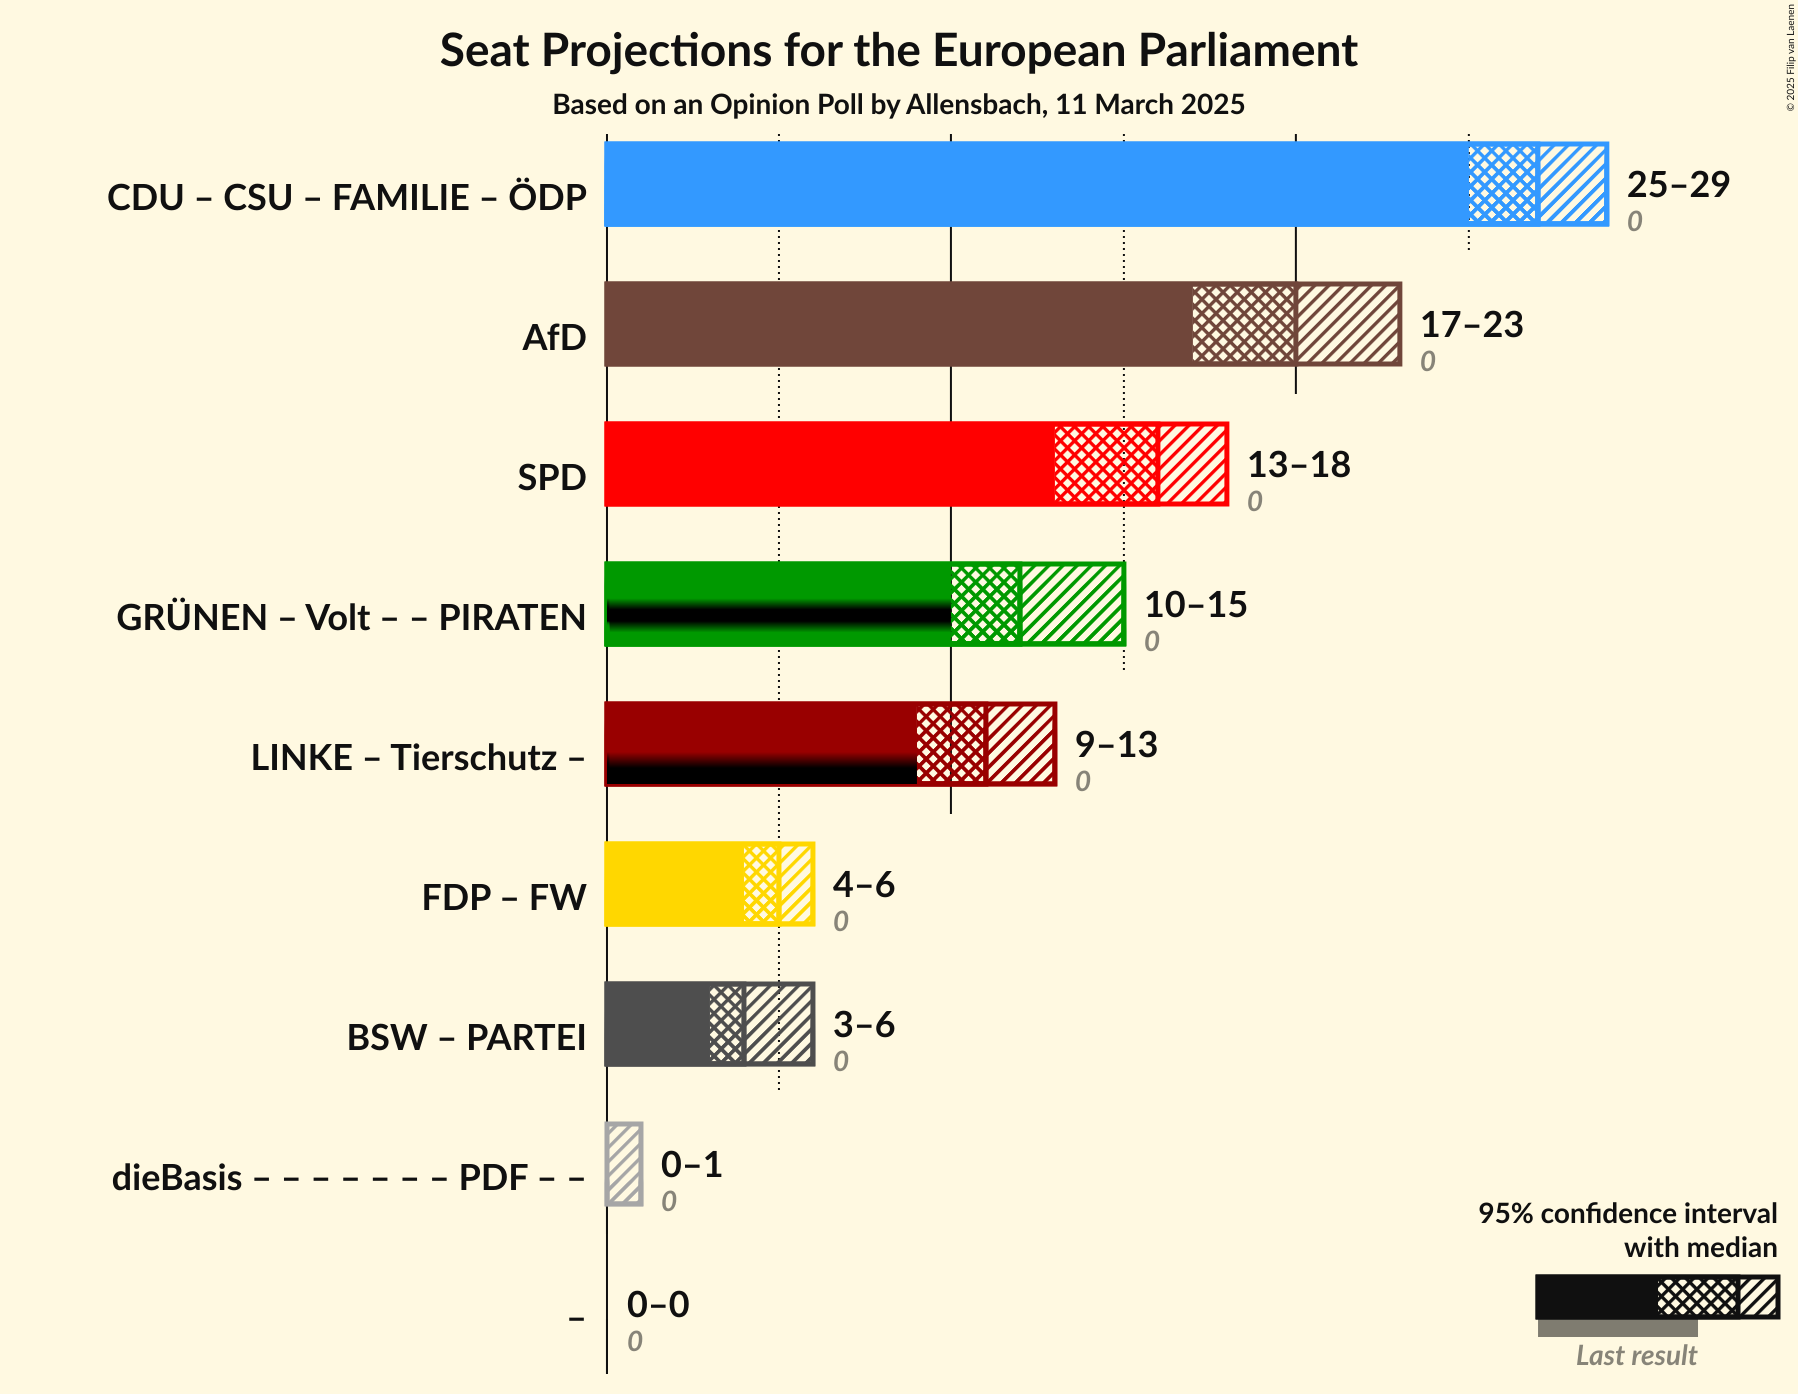 Seat Projections for the European Parliament
Based on an Opinion Poll by Allensbach, 11 March 2025
© 2025 Filip van Laenen
CDU – CSU – FAMILIE – ÖDP
25–29
0
AfD
17–23
0
SPD
13–18
0
GRÜNEN – Volt – – PIRATEN
10–15
0
LINKE – Tierschutz –
9–13
0
FDP – FW
4–6
0
BSW – PARTEI
3–6
0
dieBasis – – – – – – – PDF – –
0–1
0
–
0–0
0
95% confidence interval
with median
Last result